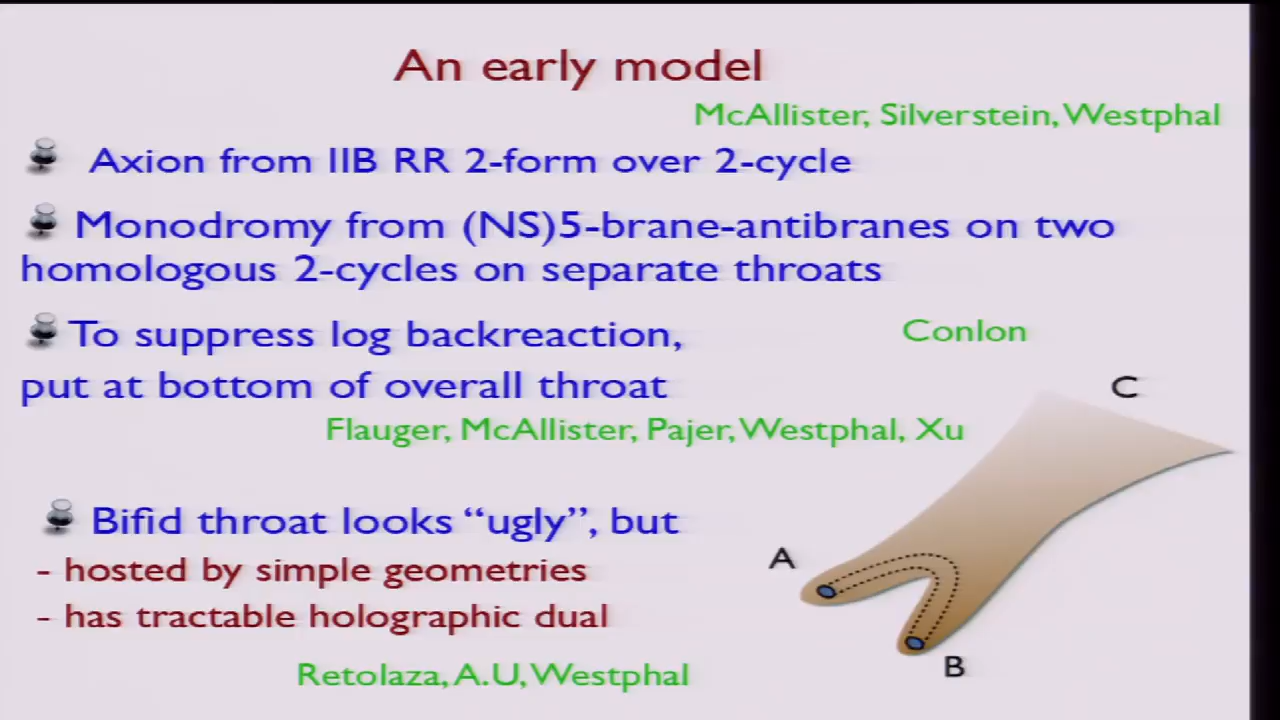 An early model
McAllister, Silverstein, Westphal
Axion from IIB RR 2-form over 2-cycle
Monodromy from (NS)5-brane-antibranes on two
homologous 2-cycles on separate throats
To suppress log backreaction,
Conlon
put at bottom of overall throat
C
Flauger, McAllister, Pajer, Westphal, Xu
Bifid throat looks “ugly”, but
A
- hosted by simple geometries
- has tractable holographic dual
B
Retolaza, A.U, Westphal